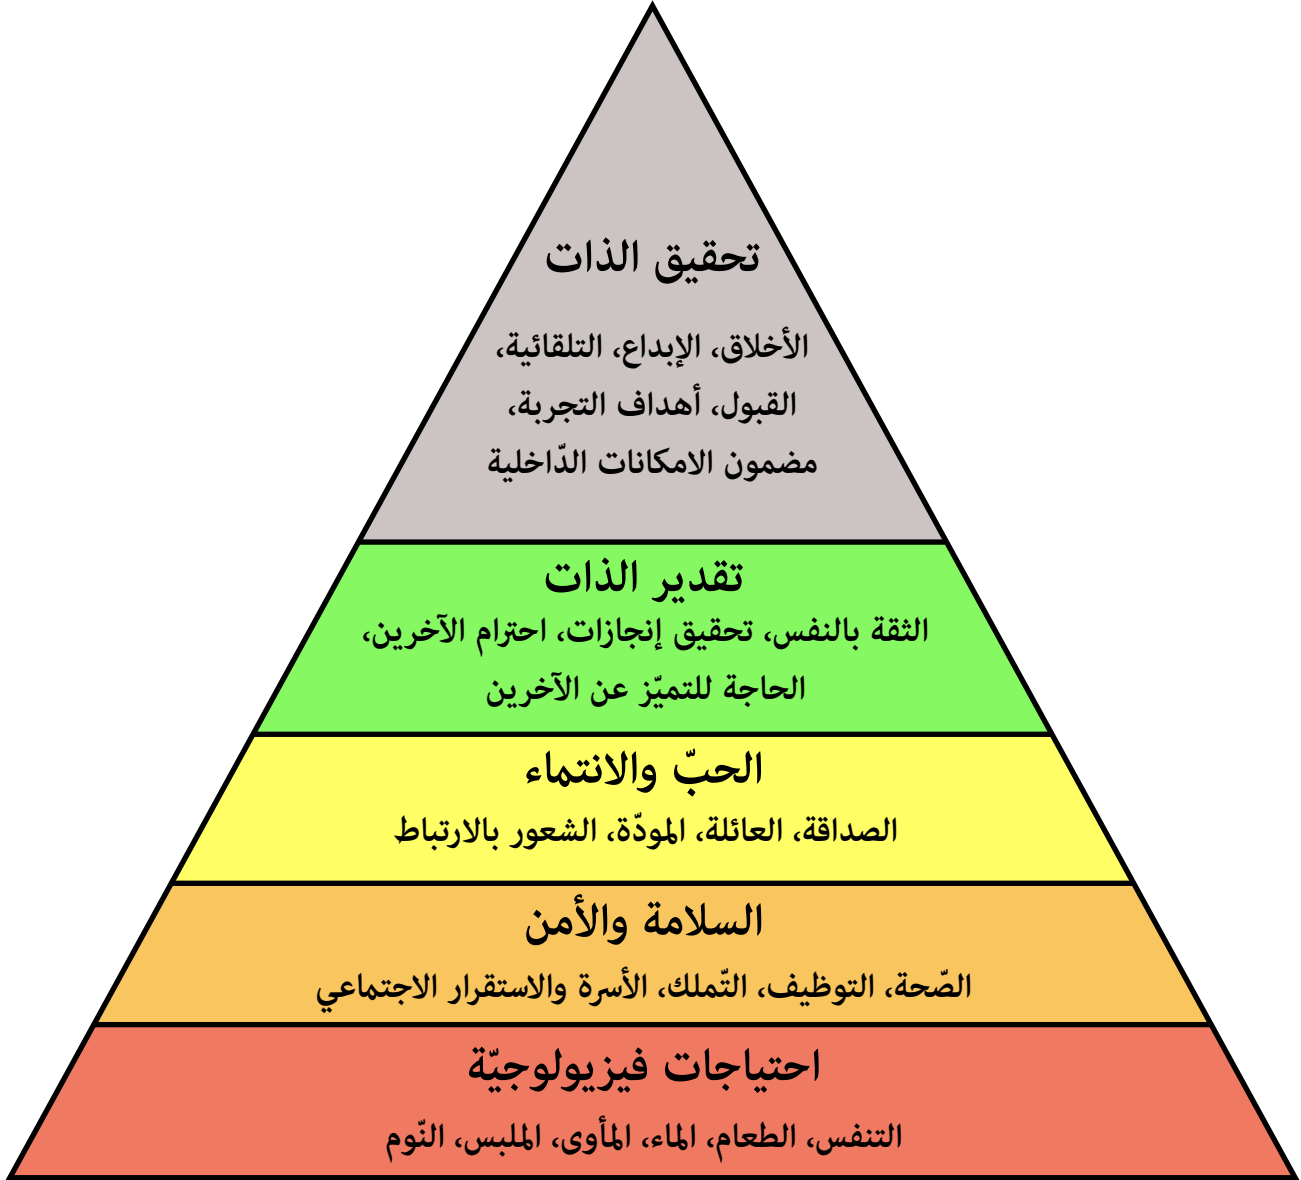 تحقيق الذات
الأخلاق، الإبداع، التلقائية،
القبول، أهداف التجربة،
مضمون الامكانات الدّاخلية
تقدير الذات
الثقة بالنفس، تحقيق إنجازات، احترام الآخرين،
الحاجة للتميّز عن الآخرين
الحبّ والانتماء
الصداقة، العائلة، المودّة، الشعور بالارتباط
السلامة والأمن
الصّحة، التوظيف، التّملك، الأسرة والاستقرار الاجتماعي
احتياجات فيزيولوجيّة
التنفس، الطعام، الماء، المأوى، الملبس، النّوم